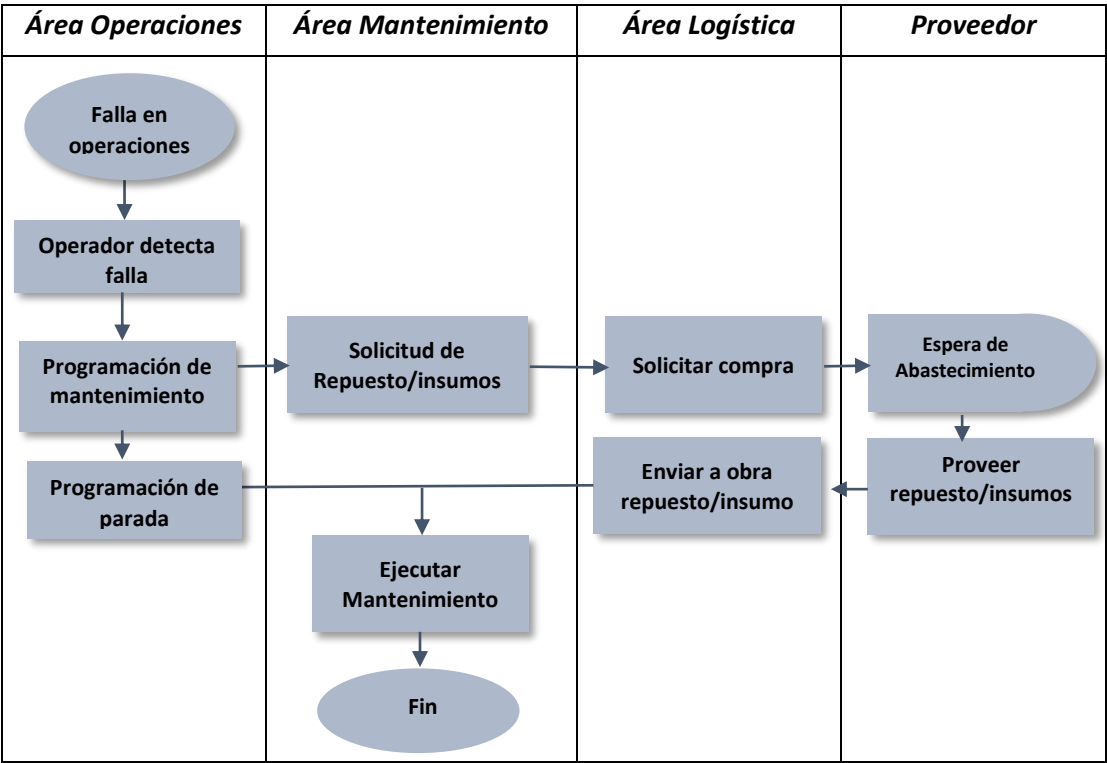 Área Operaciones
Área Mantenimiento
Área Logística
Proveedor
Falla en
operaciones
Operador detecta
falla
Programación de
mantenimiento
Solicitud de
Repuesto/insumos
Solicitar compra
Espera de
Abastecimiento
Programación de
parada
Enviar a obra
repuesto/insumo
Proveer
repuesto/insumos
Ejecutar
Mantenimiento
Fin